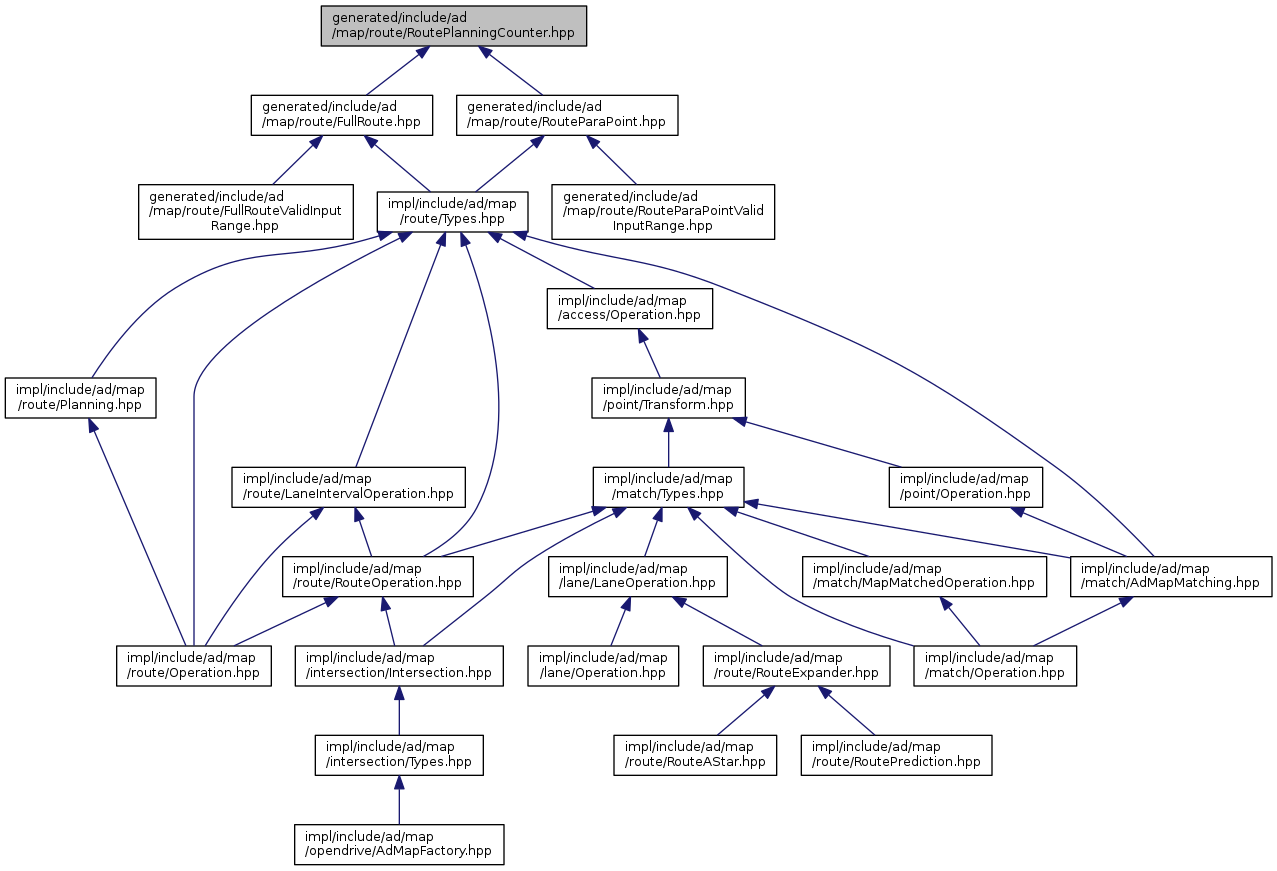 generated/include/ad
/map/route/RoutePlanningCounter.hpp
generated/include/ad
/map/route/FullRoute.hpp
generated/include/ad
/map/route/RouteParaPoint.hpp
generated/include/ad
/map/route/FullRouteValidInput
Range.hpp
impl/include/ad/map
/route/Types.hpp
generated/include/ad
/map/route/RouteParaPointValid
InputRange.hpp
impl/include/ad/map
/access/Operation.hpp
impl/include/ad/map
/route/Planning.hpp
impl/include/ad/map
/point/Transform.hpp
impl/include/ad/map
/route/LaneIntervalOperation.hpp
impl/include/ad/map
/match/Types.hpp
impl/include/ad/map
/point/Operation.hpp
impl/include/ad/map
/route/RouteOperation.hpp
impl/include/ad/map
/lane/LaneOperation.hpp
impl/include/ad/map
/match/MapMatchedOperation.hpp
impl/include/ad/map
/match/AdMapMatching.hpp
impl/include/ad/map
/route/Operation.hpp
impl/include/ad/map
/intersection/Intersection.hpp
impl/include/ad/map
/lane/Operation.hpp
impl/include/ad/map
/route/RouteExpander.hpp
impl/include/ad/map
/match/Operation.hpp
impl/include/ad/map
/intersection/Types.hpp
impl/include/ad/map
/route/RouteAStar.hpp
impl/include/ad/map
/route/RoutePrediction.hpp
impl/include/ad/map
/opendrive/AdMapFactory.hpp